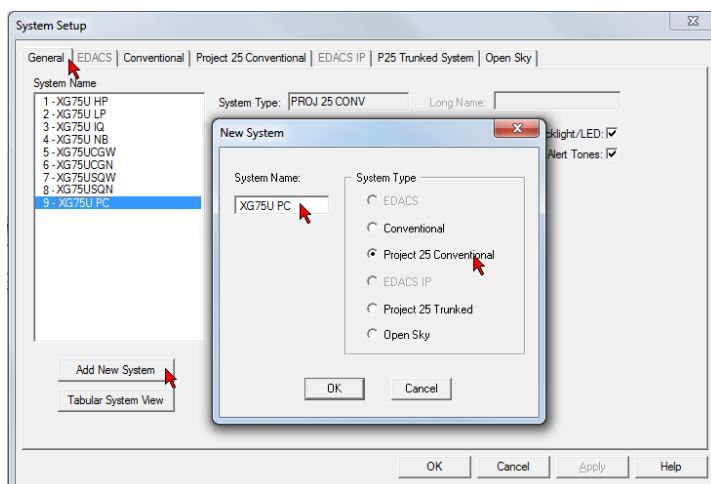 System Setup
General EDACS Conventional Project 25 Conventional EDACS IP P25 Trunked System Open Sky
System Name
1 - XG75U HP
2 - XG75U LP
3 - XG75U IQ
4 - XG75U NB
5 - XG75UCGW
6 - XG75UCGN
7 - XG75USQW
8 - XG75USQN
9 - XG75U PC
System Type: PROJ 25 CONV Long Name:
cklight/LED:
Alert Tones:
New System
System Name:
XG75U PC
System Type
EDACS
Conventional
Project 25 Conventional
EDACS IP
Project 25 Trunked
Open Sky
OK Cancel
Add New System
Tabular System View
OK Cancel Apply Help